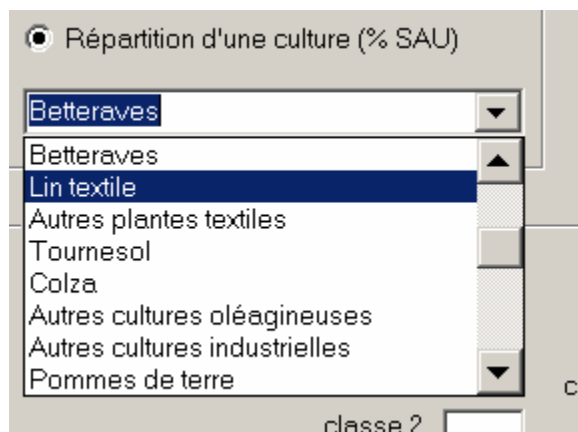 Répartition d'une culture (% SAU)
Betteraves
Betteraves
Lin textile
Autres plantes textiles
Tournesol
Colza
Autres cultures oléagineuses
Autres cultures industrielles
Pommes de terre
classe 2